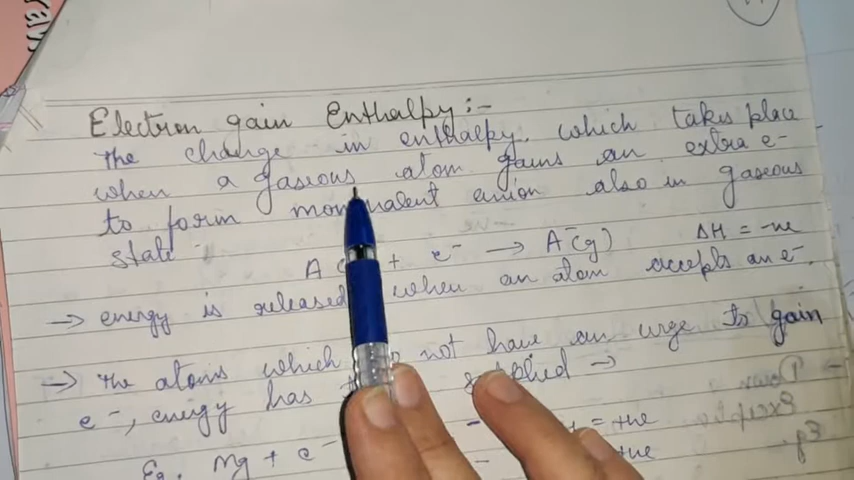 Electron gain Enthalpy:-
The change in enthalpy. which takes place
when a gaseous atom gains an extra e-
to form monovalent anion also in gaseous
state
A + e- → A-(g) ΔH = -ve
→ energy is released when an atom accepts an e-.
→ The atoms which not have an urge to gain
e-, energy has →
= +ve
Eg. Mg + e- +ve